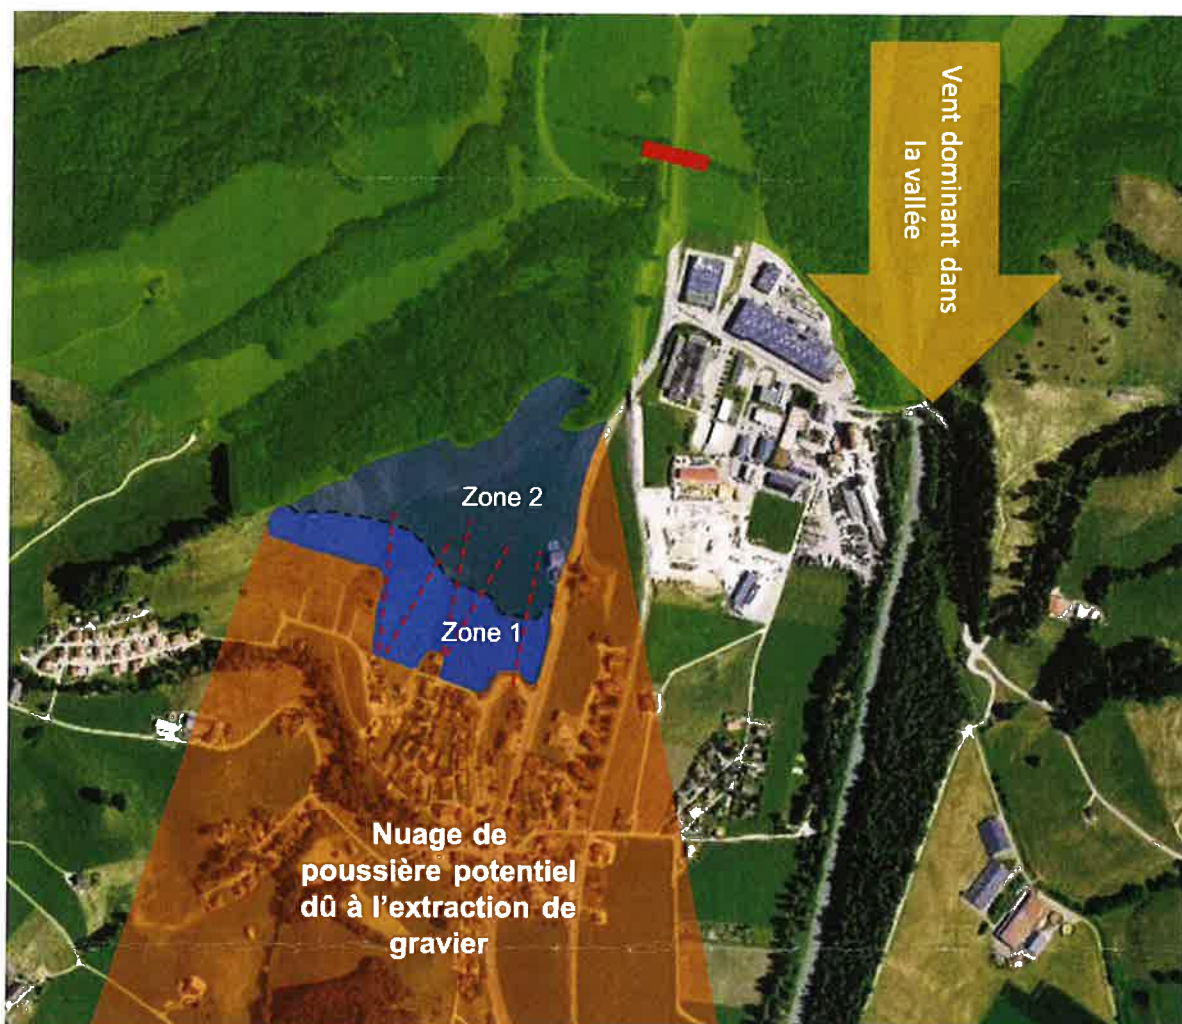 Vent dominant dans
la vallée
Zone 2
Zone 1
Nuage de
poussière potentiel
dû à l'extraction de
gravier